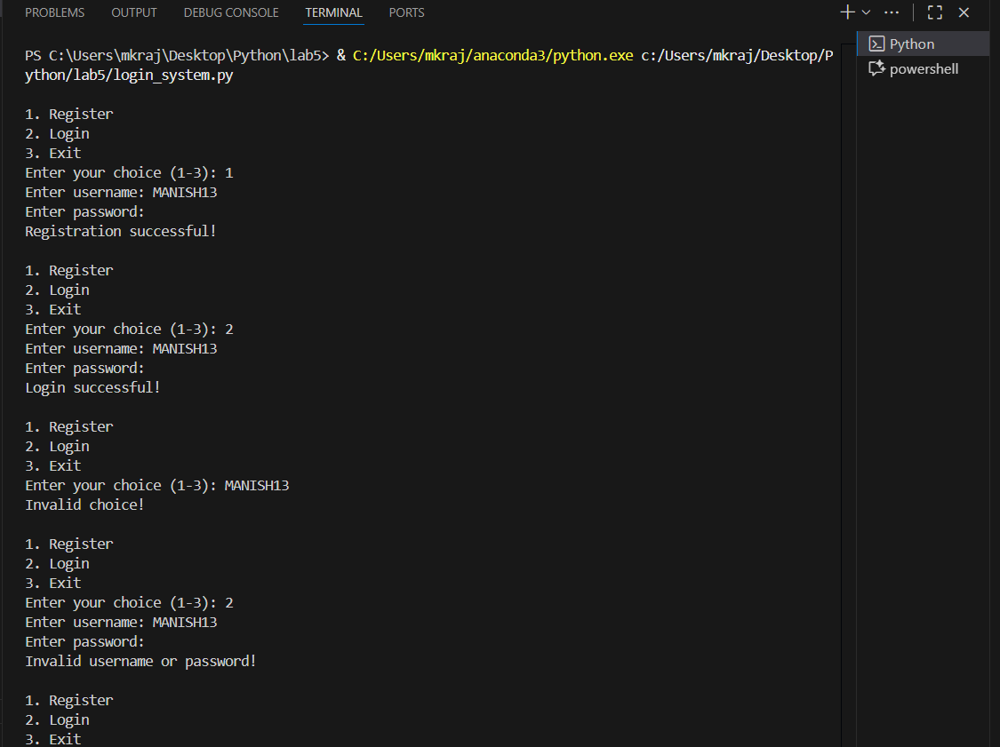 PROBLEMS OUTPUT DEBUG CONSOLE TERMINAL PORTS
Python
powershell
PS C:\Users\mkraj\Desktop\Python\lab5> & C:/Users/mkraj/anaconda3/python.exe c:/Users/mkraj/Desktop/P
ython/lab5/login_system.py
1. Register
2. Login
3. Exit
Enter your choice (1-3): 1
Enter username: MANISH13
Enter password:
Registration successful!
1. Register
2. Login
3. Exit
Enter your choice (1-3): 2
Enter username: MANISH13
Enter password:
Login successful!
1. Register
2. Login
3. Exit
Enter your choice (1-3): MANISH13
Invalid choice!
1. Register
2. Login
3. Exit
Enter your choice (1-3): 2
Enter username: MANISH13
Enter password:
Invalid username or password!
1. Register
2. Login
3. Exit